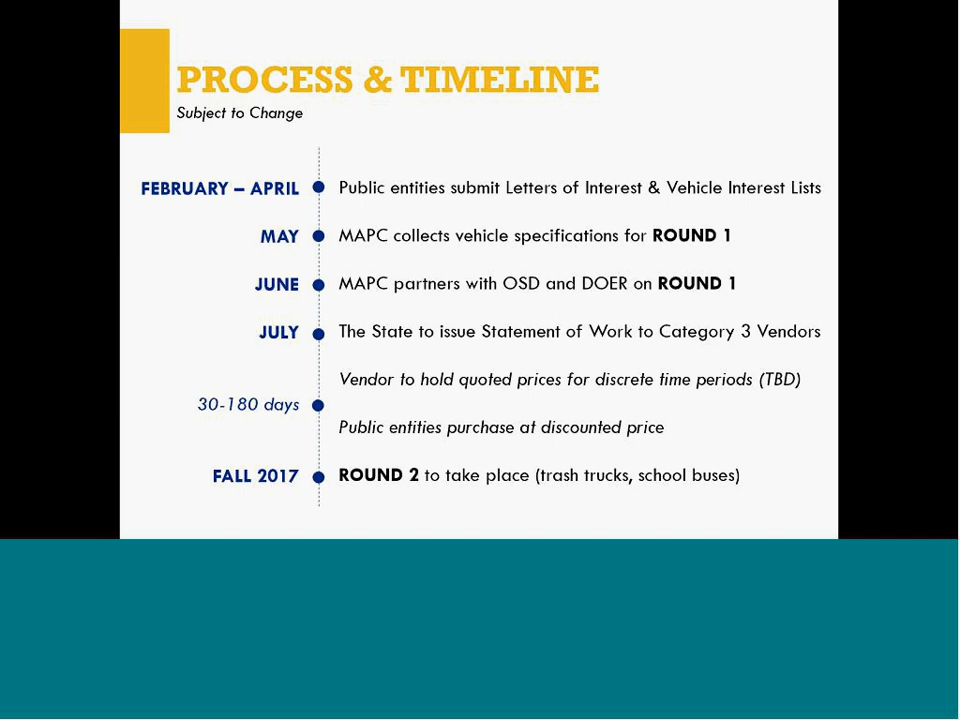 PROCESS & TIMELINE
Subject to Change
FEBRUARY – APRIL Public entities submit Letters of Interest & Vehicle Interest Lists
MAY MAPC collects vehicle specifications for ROUND 1
JUNE MAPC partners with OSD and DOER on ROUND 1
JULY The State to issue Statement of Work to Category 3 Vendors
Vendor to hold quoted prices for discrete time periods (TBD)
30-180 days
Public entities purchase at discounted price
FALL 2017 ROUND 2 to take place (trash trucks, school buses)